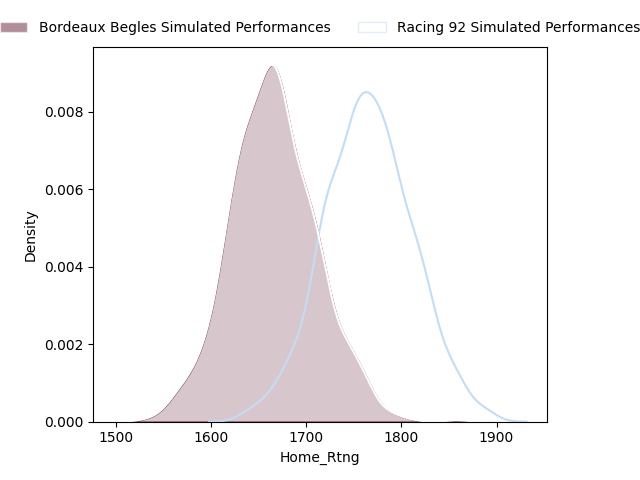 Bordeaux Begles Simulated Performances
Racing 92 Simulated Performances
0.008
0.006
0.004
0.002
0.000
Density
1500 1600 1700 1800 1900
Home_Rtng